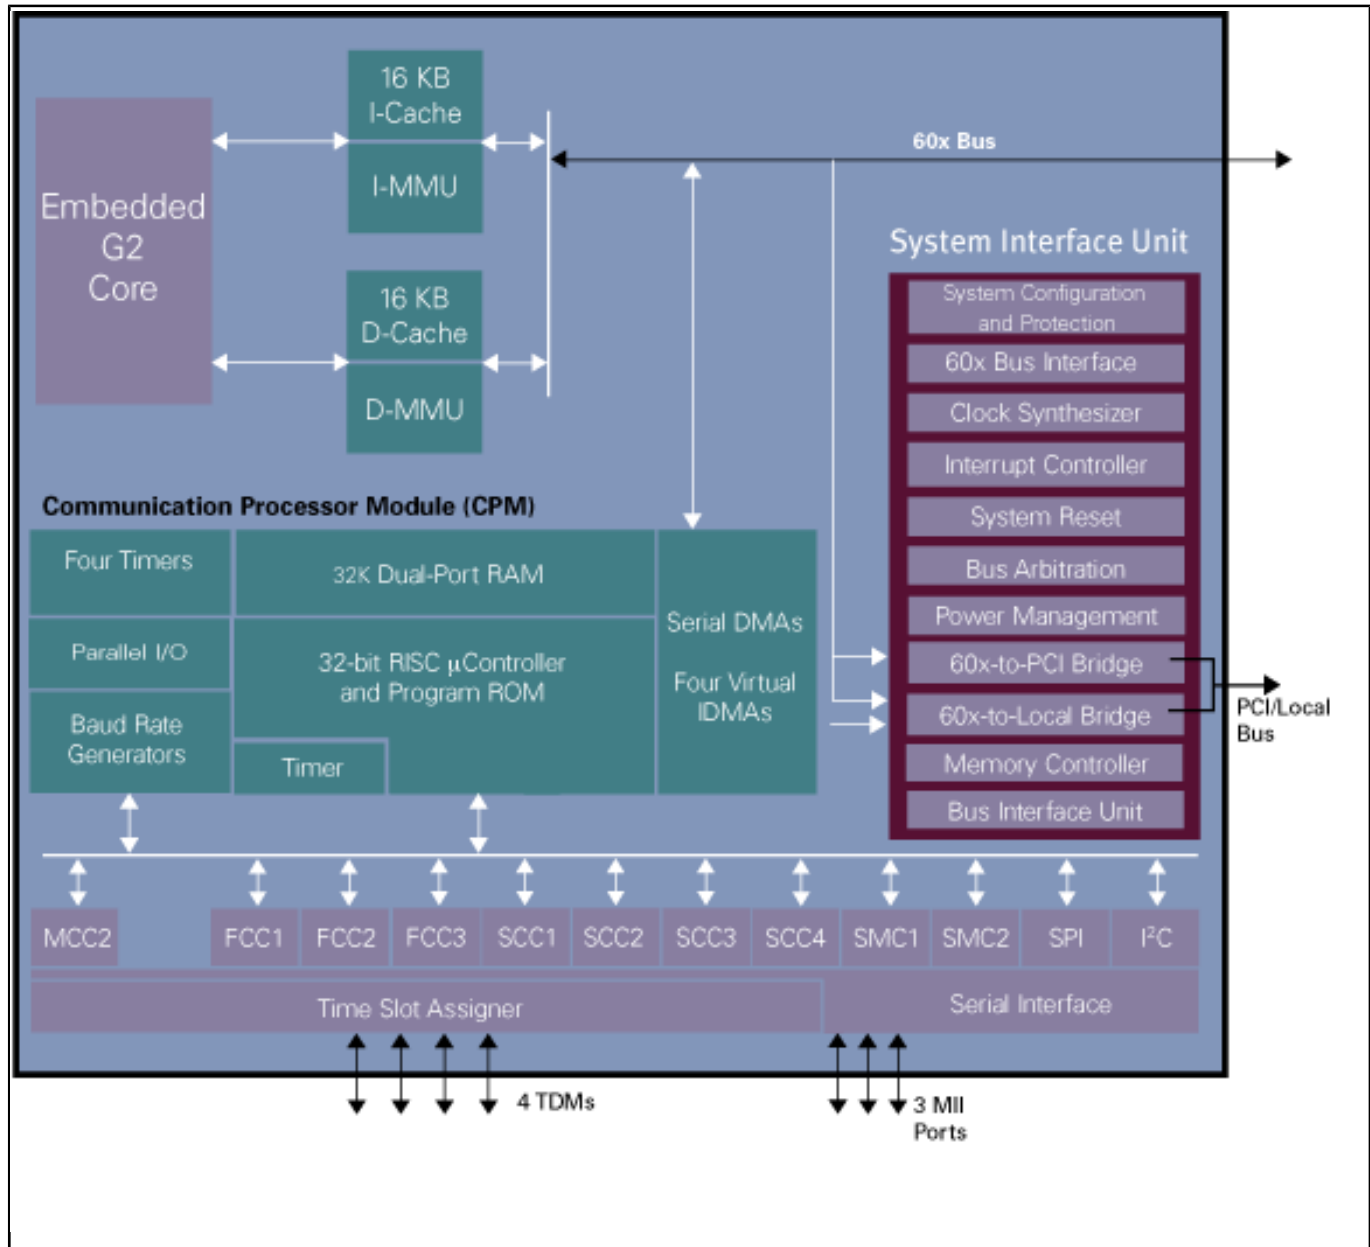 16 KB
I-Cache
I-MMU
60x Bus
Embedded
G2
Core
16 KB
D-Cache
D-MMU
System Interface Unit
System Configuration
and Protection
60x Bus Interface
Clock Synthesizer
Interrupt Controller
System Reset
Bus Arbitration
Power Management
60x-to-PCI Bridge
60x-to-Local Bridge
Memory Controller
Bus Interface Unit
PCI/Local
Bus
Communication Processor Module (CPM)
Four Timers
32K Dual-Port RAM
Serial DMAs
Four Virtual
IDMAs
Parallel I/O
32-bit RISC µController
and Program ROM
Baud Rate
Generators
Timer
MCC2
FCC1
FCC2
FCC3
SCC1
SCC2
SCC3
SCC4
SMC1
SMC2
SPI
I²C
Time Slot Assigner
Serial Interface
4 TDMs
3 MII
Ports